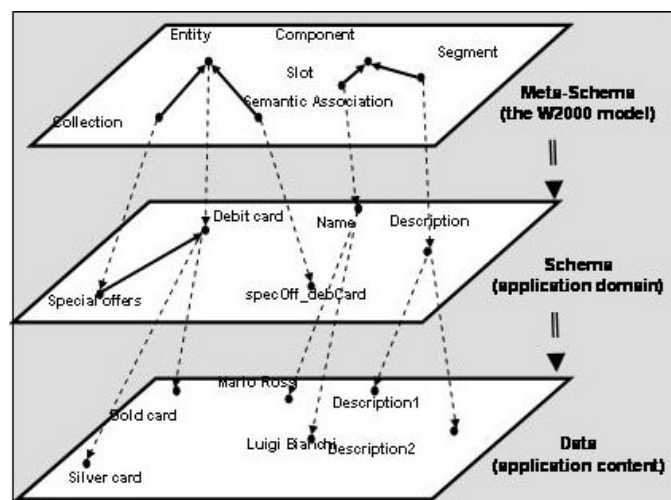 Entity
Component
Segment
Slot
Semantic Association
Collection
Meta-Schema
(the W2000 model)
Debit card
Name
Description
Special offers
specOff_debCard
Schema
(application domain)
Mario Rossi
Gold card
Description1
Luigi Bianchi
Description2
Silver card
Data
(application content)